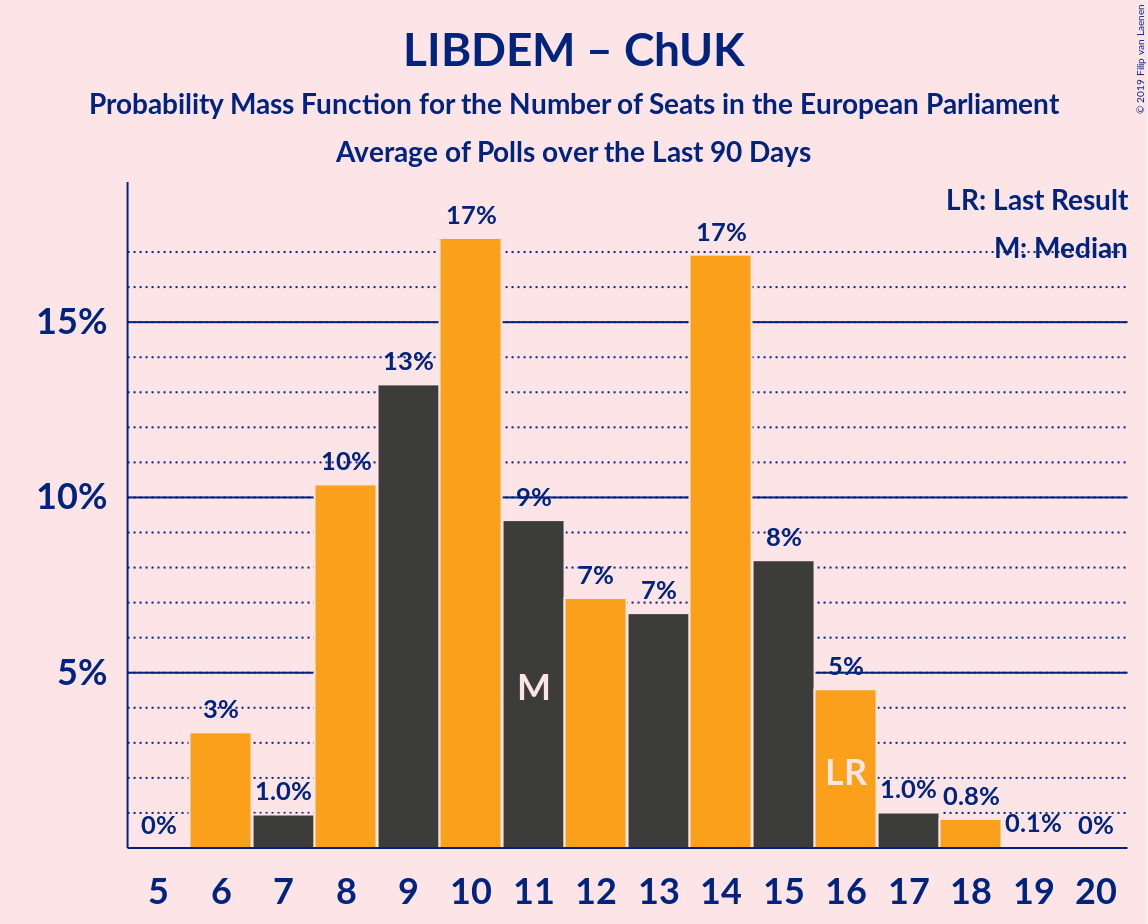 LIBDEM – ChUK
Probability Mass Function for the Number of Seats in the European Parliament
Average of Polls over the Last 90 Days
© 2019 Filip van Laenen
LR: Last Result
M: Median
15%
10%
5%
0%
3%
1.0%
10%
13%
17%
9%
7%
7%
17%
8%
5%
1.0%
0.8%
0.1%
0%
M
LR
5 6 7 8 9 10 11 12 13 14 15 16 17 18 19 20